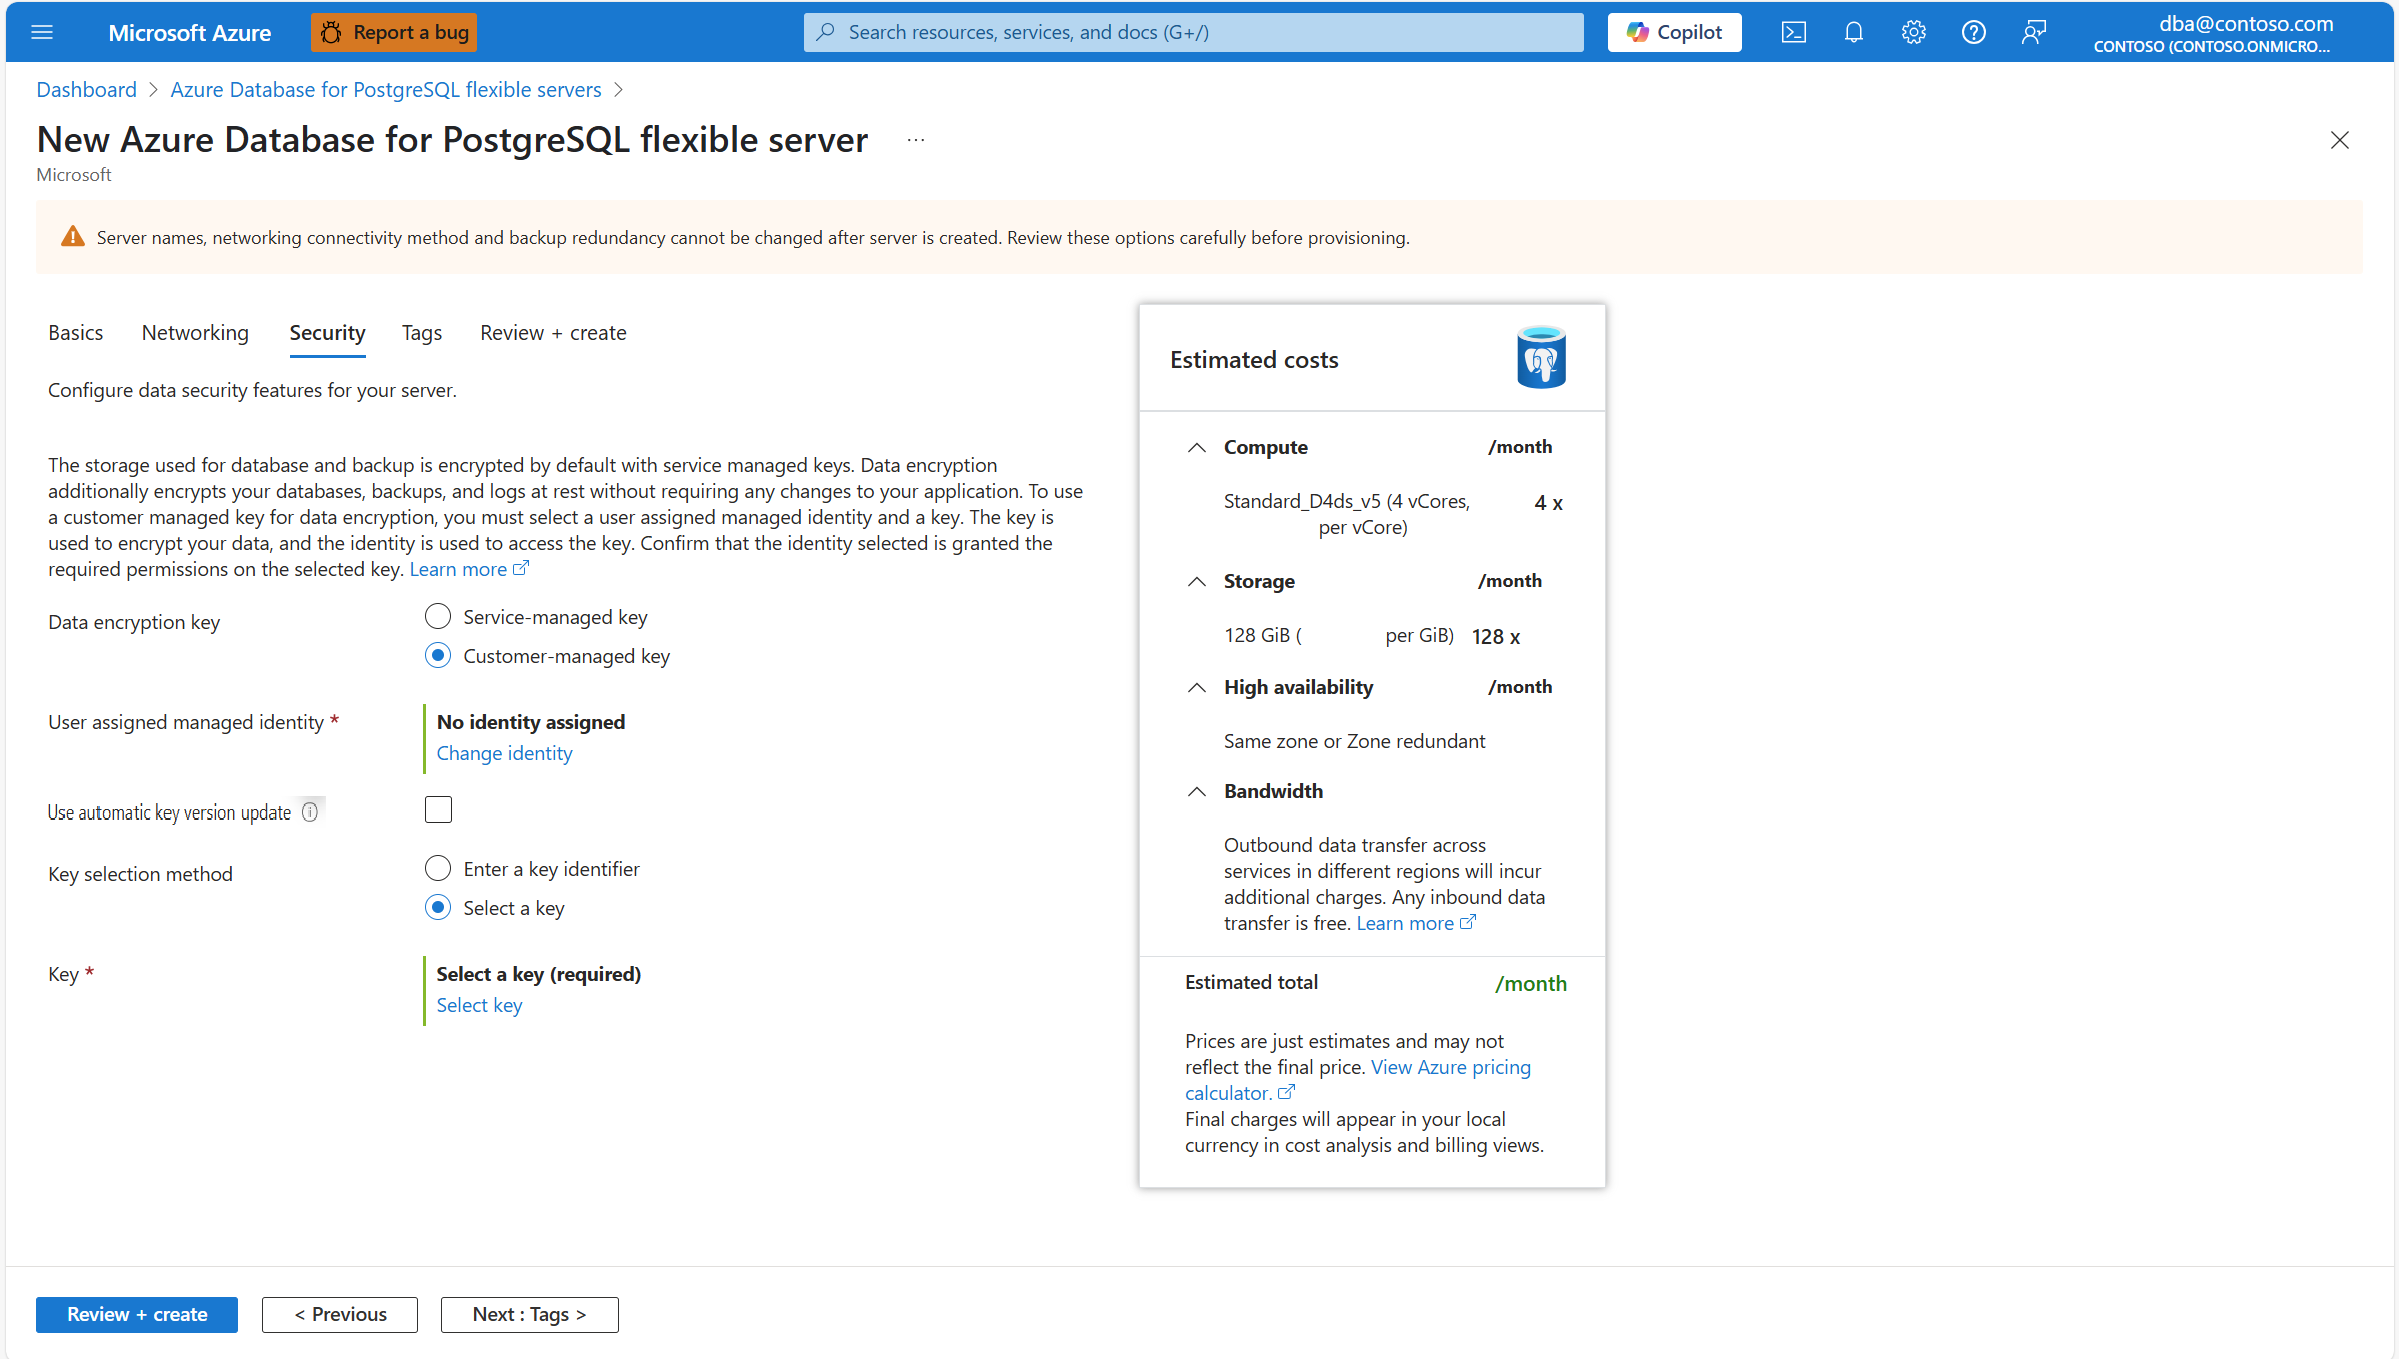 Microsoft Azure
Report a bug
Search resources, services, and docs (G+/)
Copilot
dba@contoso.com
CONTOSO (CONTOSO.ONMICRO...
Dashboard > Azure Database for PostgreSQL flexible servers >
New Azure Database for PostgreSQL flexible server ...
Microsoft
Server names, networking connectivity method and backup redundancy cannot be changed after server is created. Review these options carefully before provisioning.
Basics Networking Security Tags Review + create
Configure data security features for your server.
The storage used for database and backup is encrypted by default with service managed keys. Data encryption
additionally encrypts your databases, backups, and logs at rest without requiring any changes to your application. To use
a customer managed key for data encryption, you must select a user assigned managed identity and a key. The key is
used to encrypt your data, and the identity is used to access the key. Confirm that the identity selected is granted the
required permissions on the selected key. Learn more
Data encryption key
Service-managed key
Customer-managed key
User assigned managed identity *
No identity assigned
Change identity
Use automatic key version update
Key selection method
Enter a key identifier
Select a key
Key *
Select a key (required)
Select key
Estimated costs
Compute /month
Standard_D4ds_v5 (4 vCores, 4 x
per vCore)
Storage /month
128 GiB ( per GiB) 128 x
High availability /month
Same zone or Zone redundant
Bandwidth
Outbound data transfer across
services in different regions will incur
additional charges. Any inbound data
transfer is free. Learn more
Estimated total /month
Prices are just estimates and may not
reflect the final price. View Azure pricing
calculator.
Final charges will appear in your local
currency in cost analysis and billing views.
Review + create
< Previous
Next : Tags >